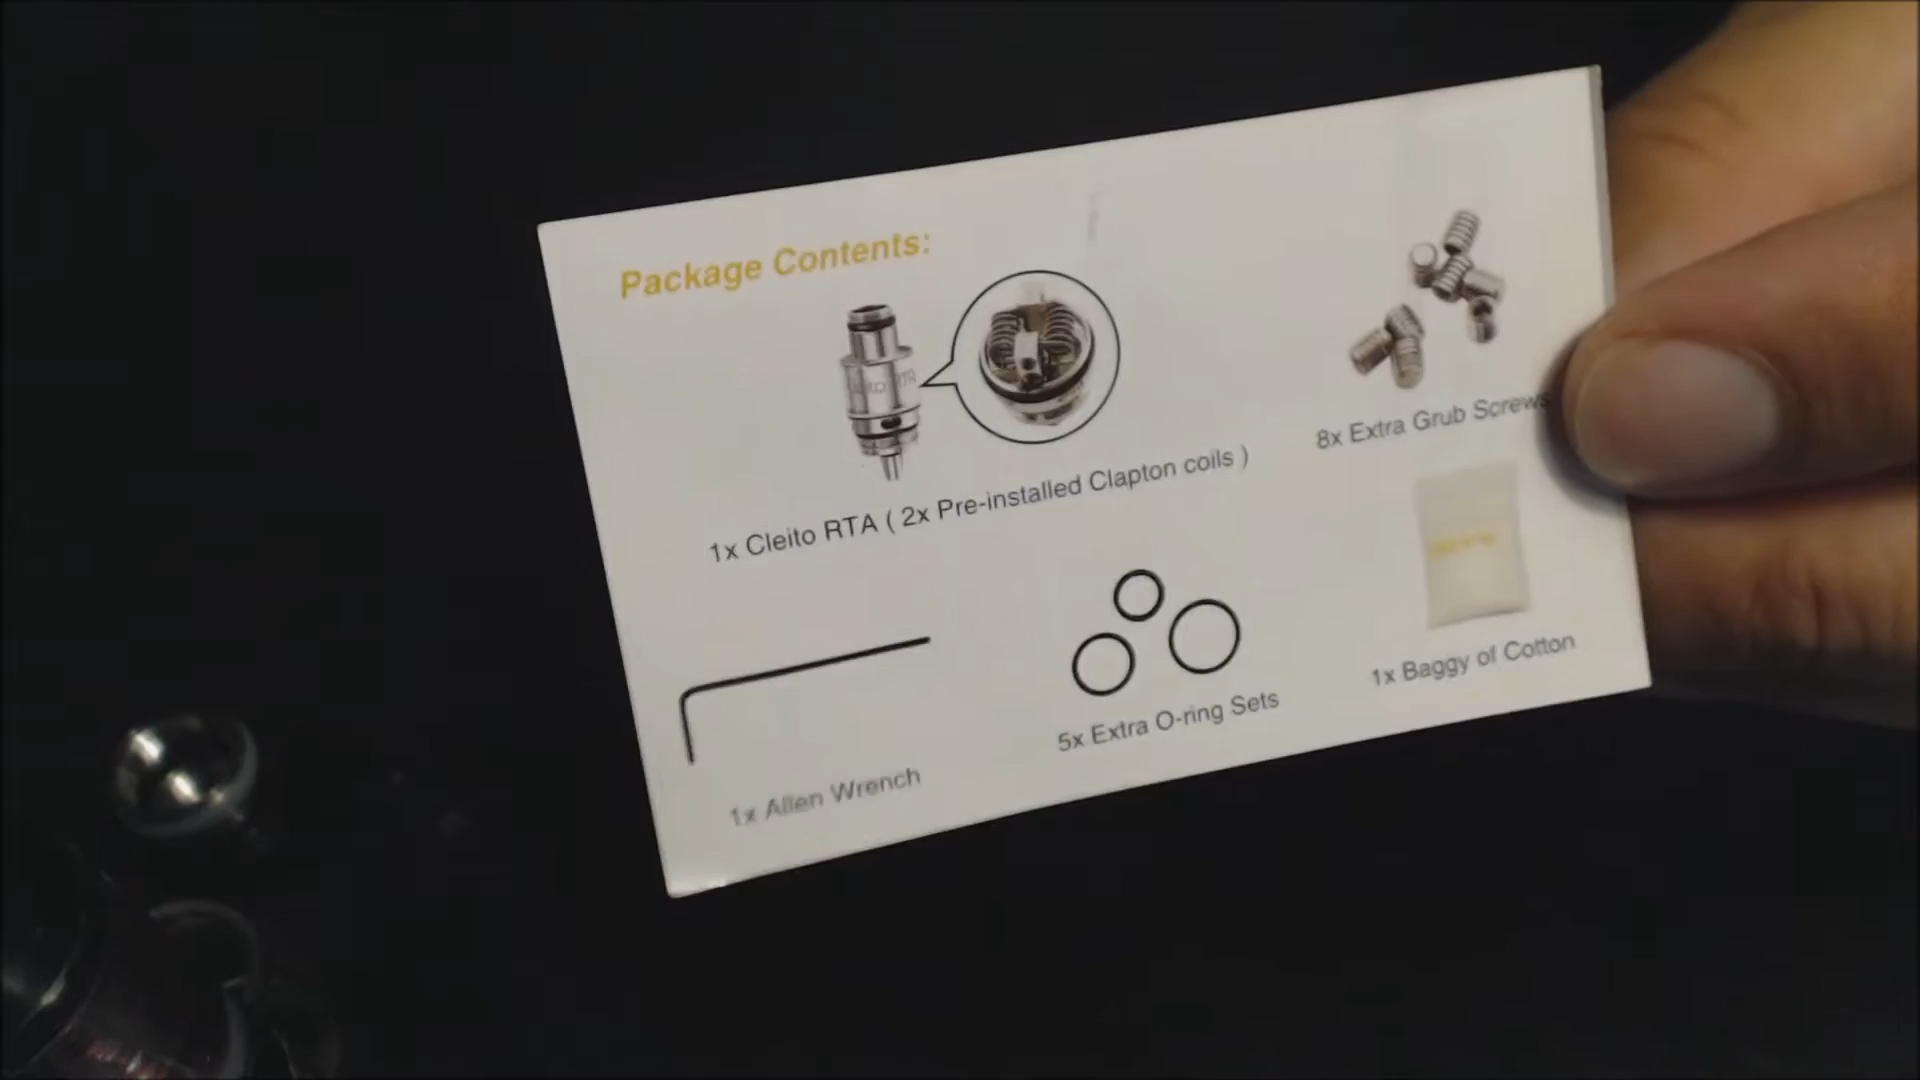 Package Contents:
1x Cleito RTA ( 2x Pre-installed Clapton coils )
8x Extra Grub Screws
1x Allen Wrench
5x Extra O-ring Sets
1x Baggy of Cotton